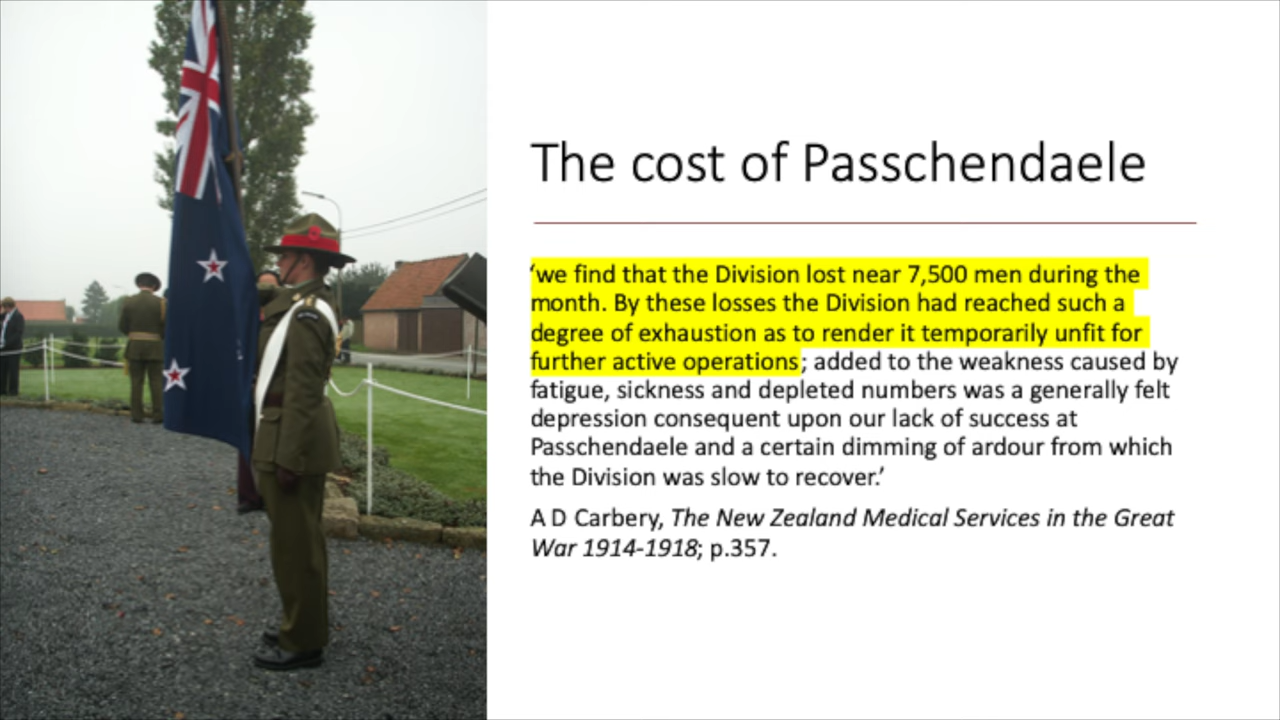 The cost of Passchendaele
‘we find that the Division lost near 7,500 men during the
month. By these losses the Division had reached such a
degree of exhaustion as to render it temporarily unfit for
further active operations; added to the weakness caused by
fatigue, sickness and depleted numbers was a generally felt
depression consequent upon our lack of success at
Passchendaele and a certain dimming of ardour from which
the Division was slow to recover.’
A D Carbery, The New Zealand Medical Services in the Great
War 1914-1918; p.357.